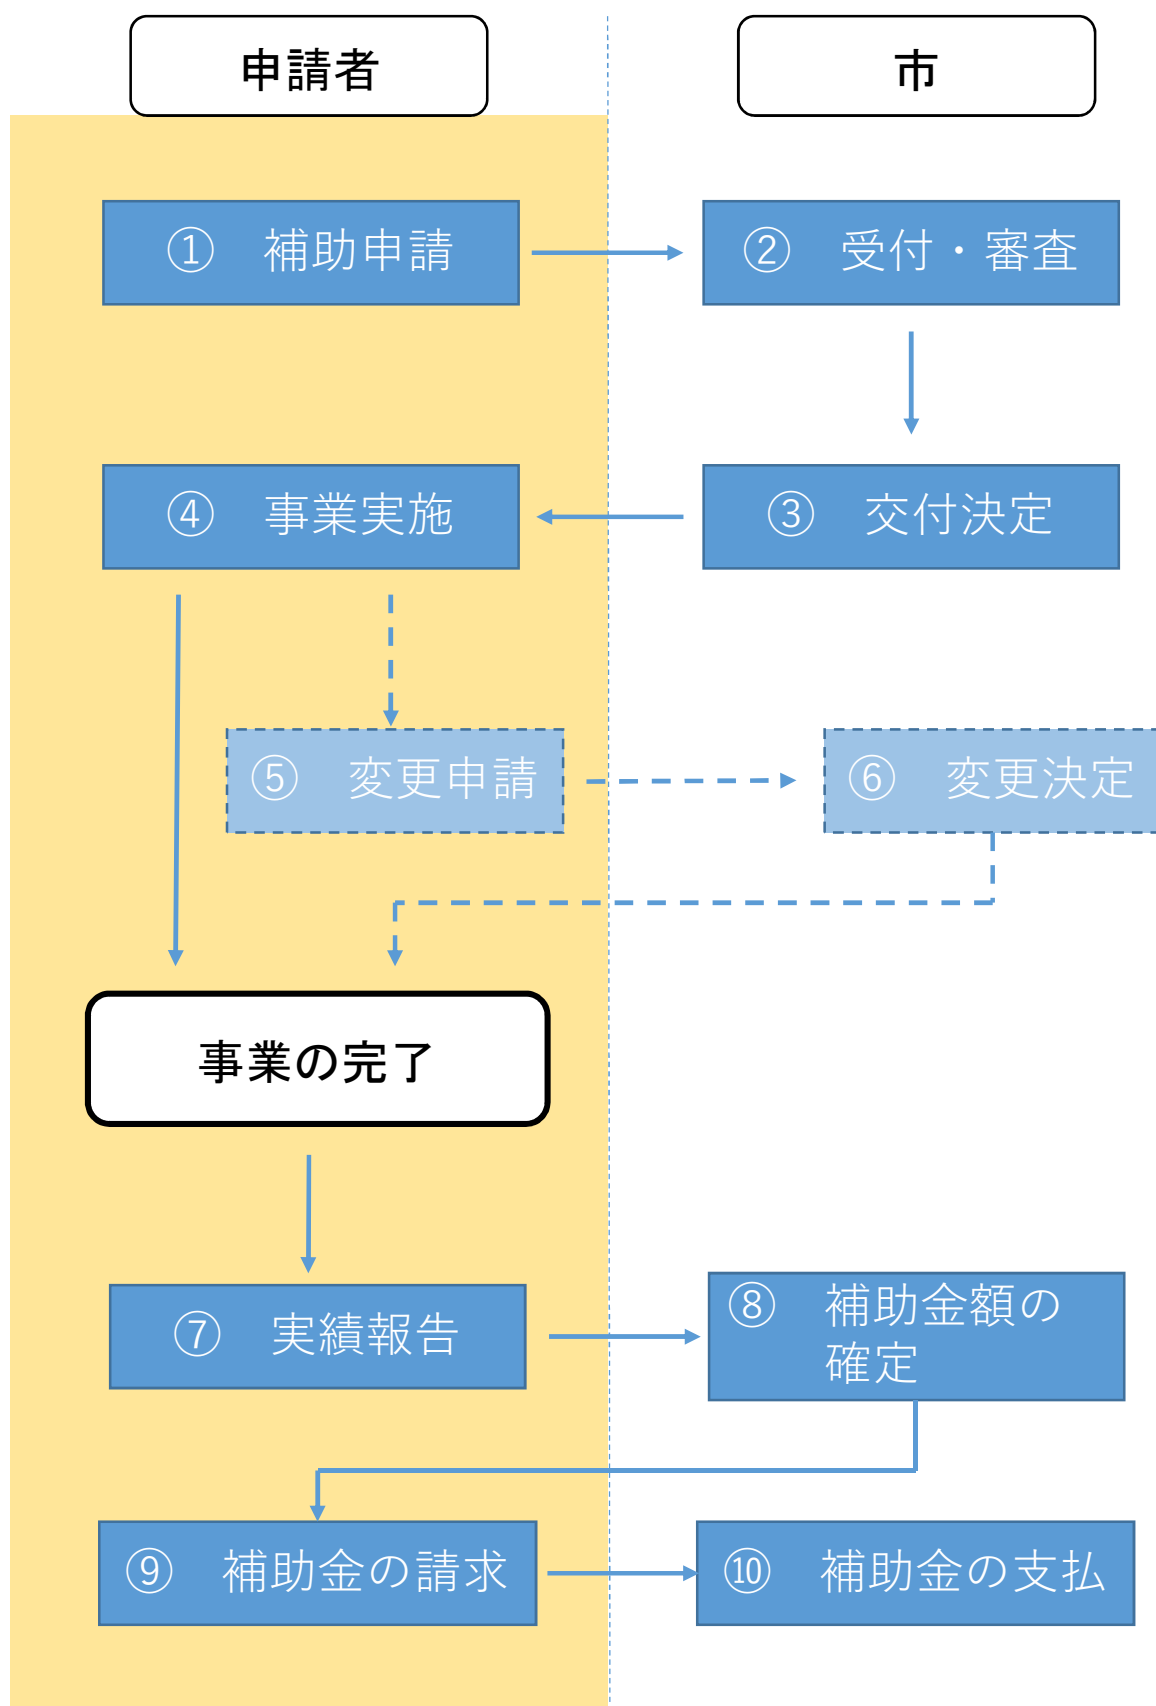 申請者
市
① 補助申請
② 受付・審査
④ 事業実施
③ 交付決定
⑤ 変更申請
⑥ 変更決定
事業の完了
⑦ 実績報告
⑧ 補助金額の
確定
⑨ 補助金の請求
⑩ 補助金の支払